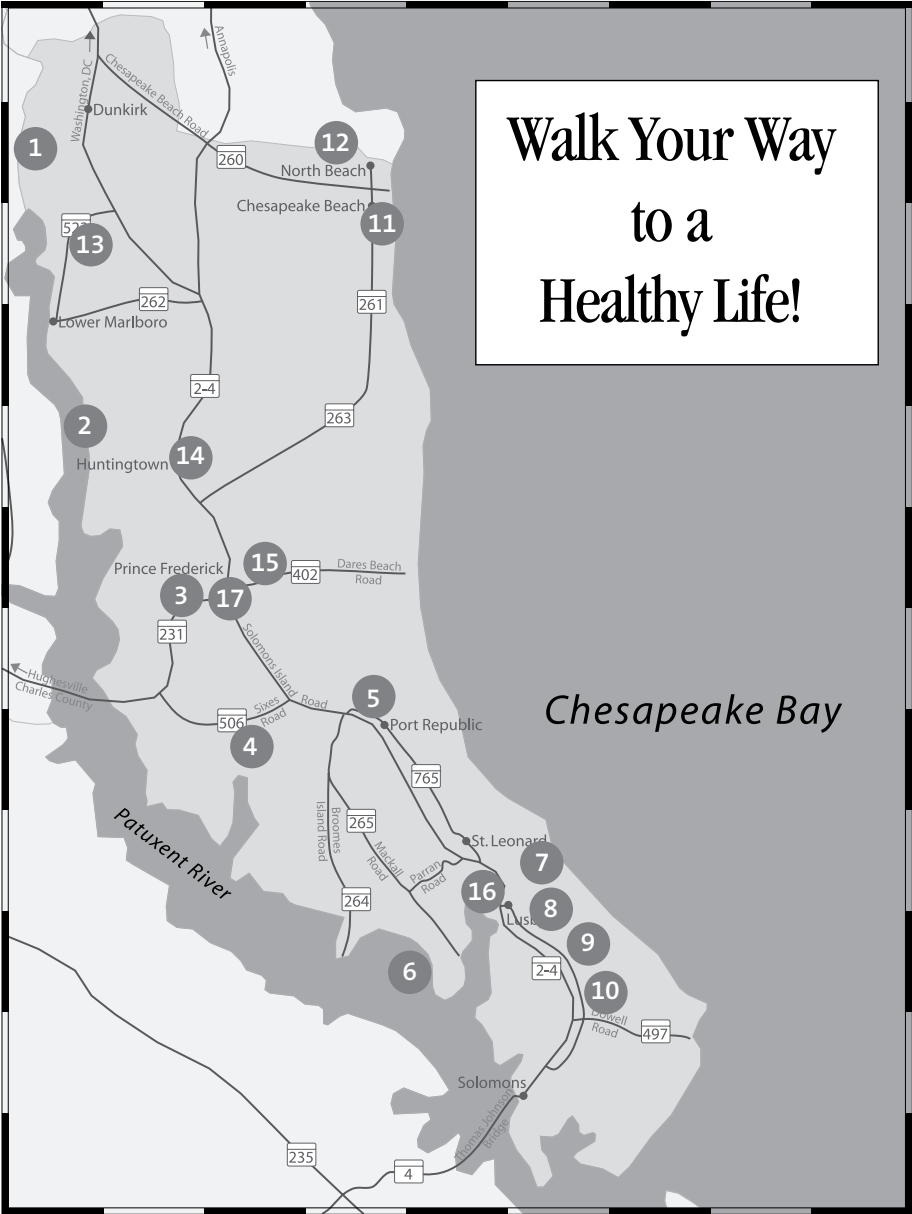 Walk Your Way
to a
Healthy Life!
Washington, DC
Annapolis
Chesapeake Beach Road
Dunkirk
1
12
260
North Beach
Chesapeake Beach
11
13
262
261
Lower Marlboro
2-4
263
2
14
Huntingtown
15
Prince Frederick
402
Dares Beach
Road
3
17
231
Solomons Island Road
Hughesville
Charles County
5
506
Sixes
Road
Port Republic
4
Chesapeake Bay
765
Patuxent River
Broomes
Island Road
265
Mackall
Road
Parran
Road
St. Leonard
7
16
264
8
9
6
2-4
10
Dowell
Road
497
Solomons
Thomas Johnson
Bridge
235
4